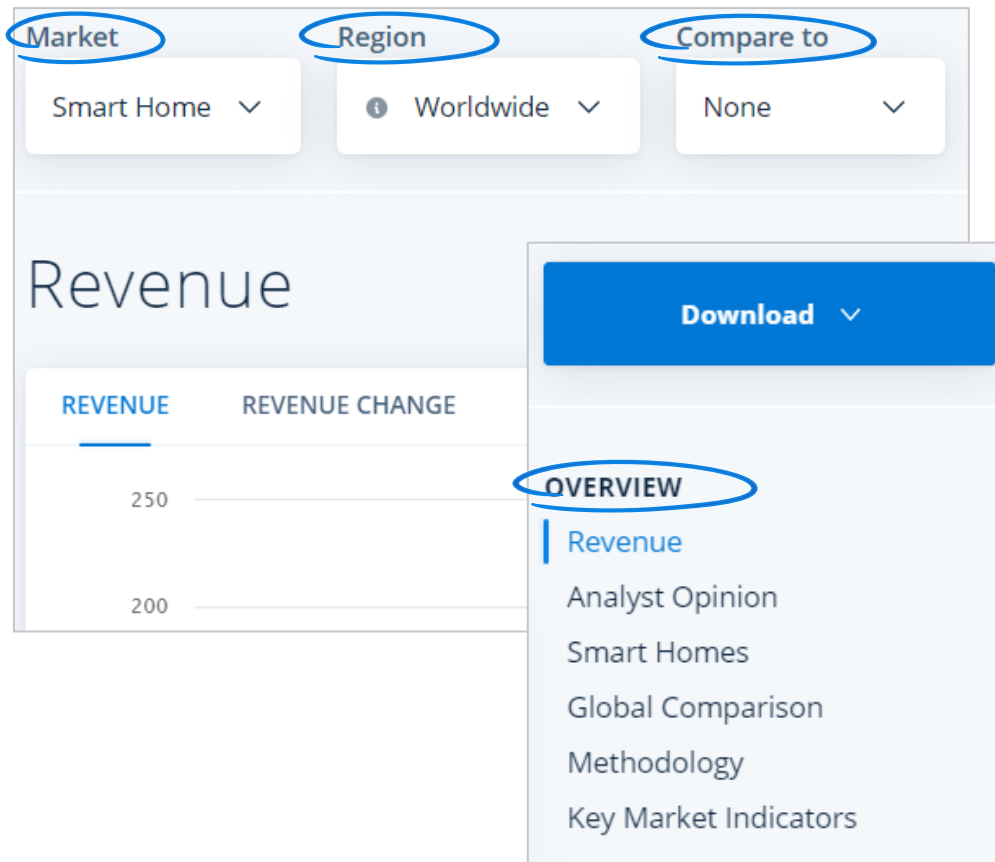 Market Region Compare to
Smart Home Worldwide None
Revenue
REVENUE REVENUE CHANGE
250
200
Download
OVERVIEW
Revenue
Analyst Opinion
Smart Homes
Global Comparison
Methodology
Key Market Indicators